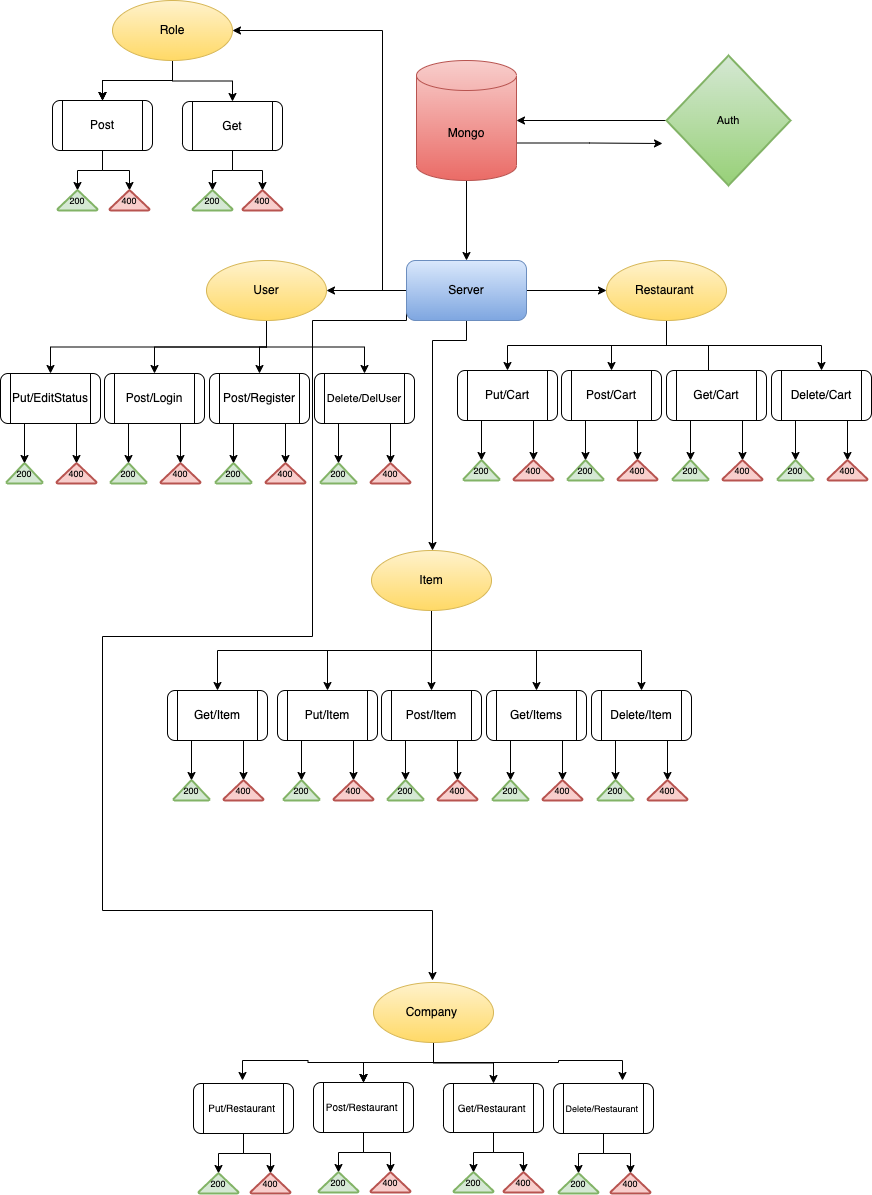 Role
Post
Get
200
400
200
400
Mongo
Auth
User
Server
Restaurant
Put/EditStatus
Post/Login
Post/Register
Delete/DelUser
Put/Cart
Post/Cart
Get/Cart
Delete/Cart
200
400
200
400
200
400
200
400
200
400
200
400
200
400
200
400
Item
Get/Item
Put/Item
Post/Item
Get/Items
Delete/Item
200
400
200
400
200
400
200
400
200
400
Company
Put/Restaurant
Post/Restaurant
Get/Restaurant
Delete/Restaurant
200
400
200
400
200
400
200
400